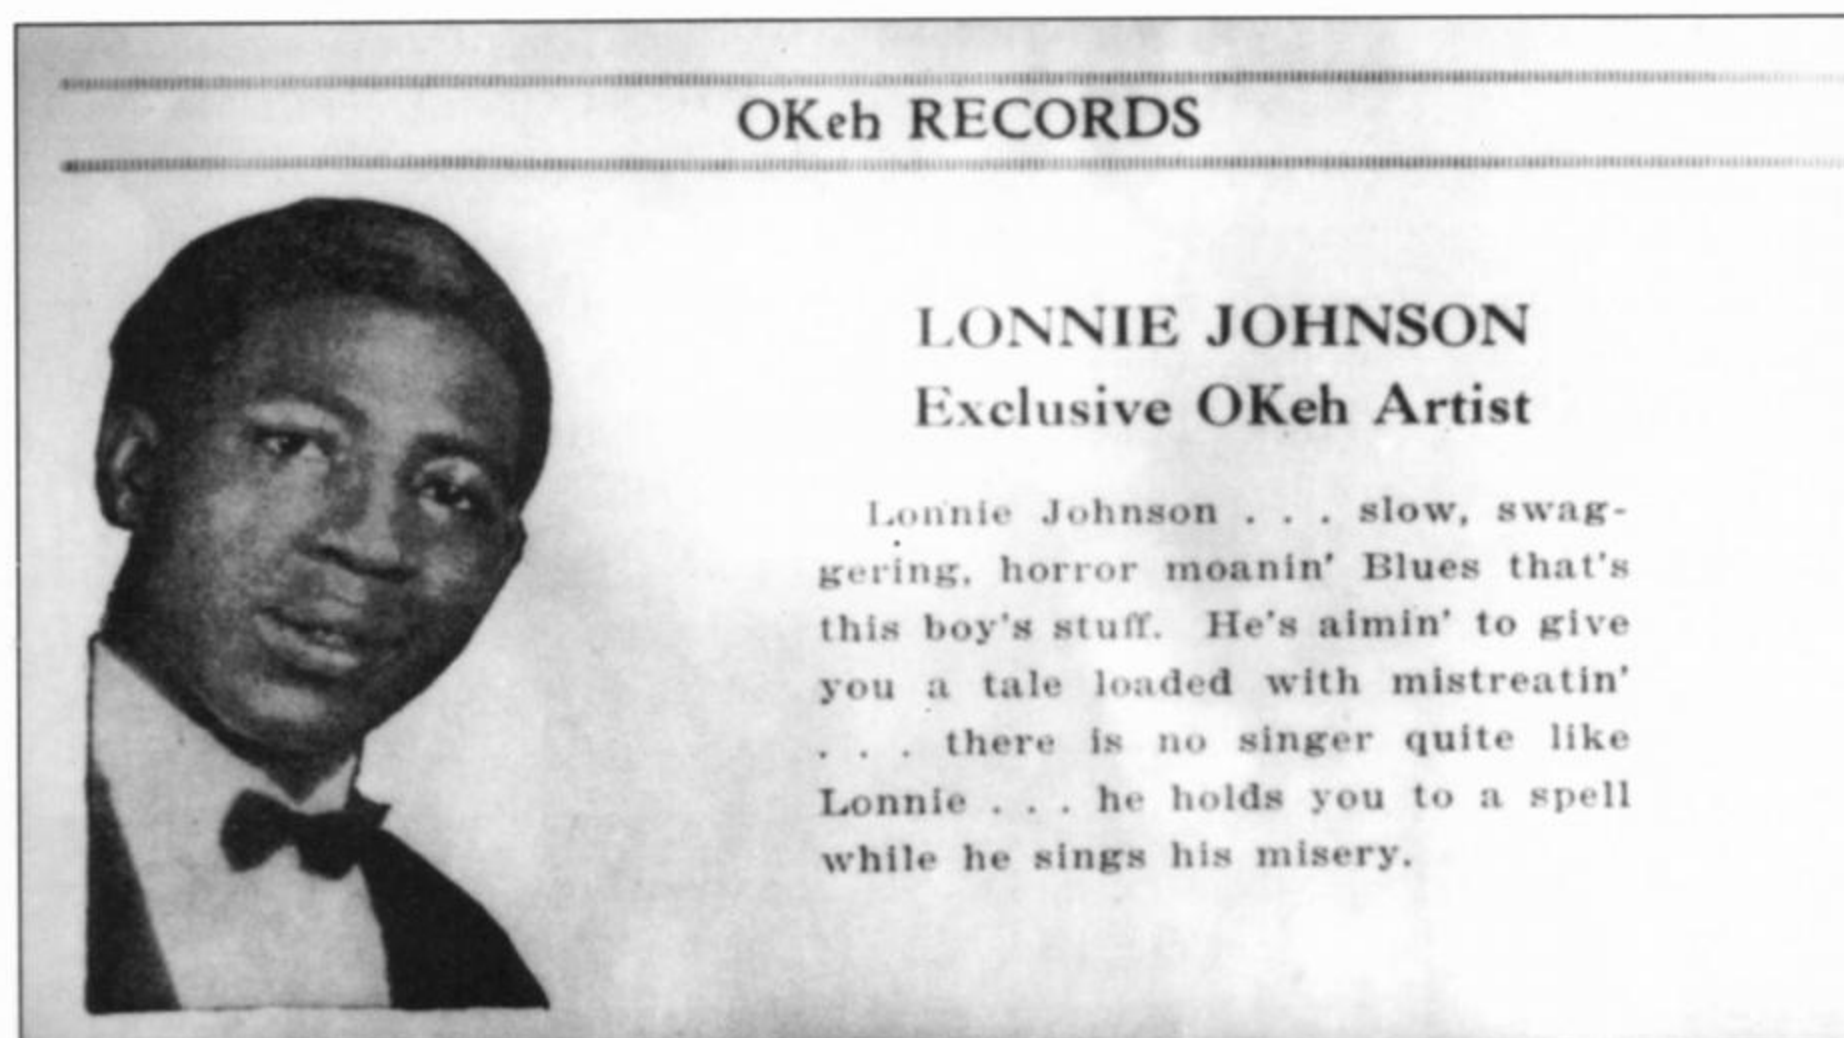 OKeh RECORDS
LONNIE JOHNSON
Exclusive OKeh Artist
Lonnie Johnson . . . slow, swag-
gering, horror moanin' Blues that's
this boy's stuff. He's aimin' to give
you a tale loaded with mistreatin'
. . . there is no singer quite like
Lonnie . . . he holds you to a spell
while he sings his misery.